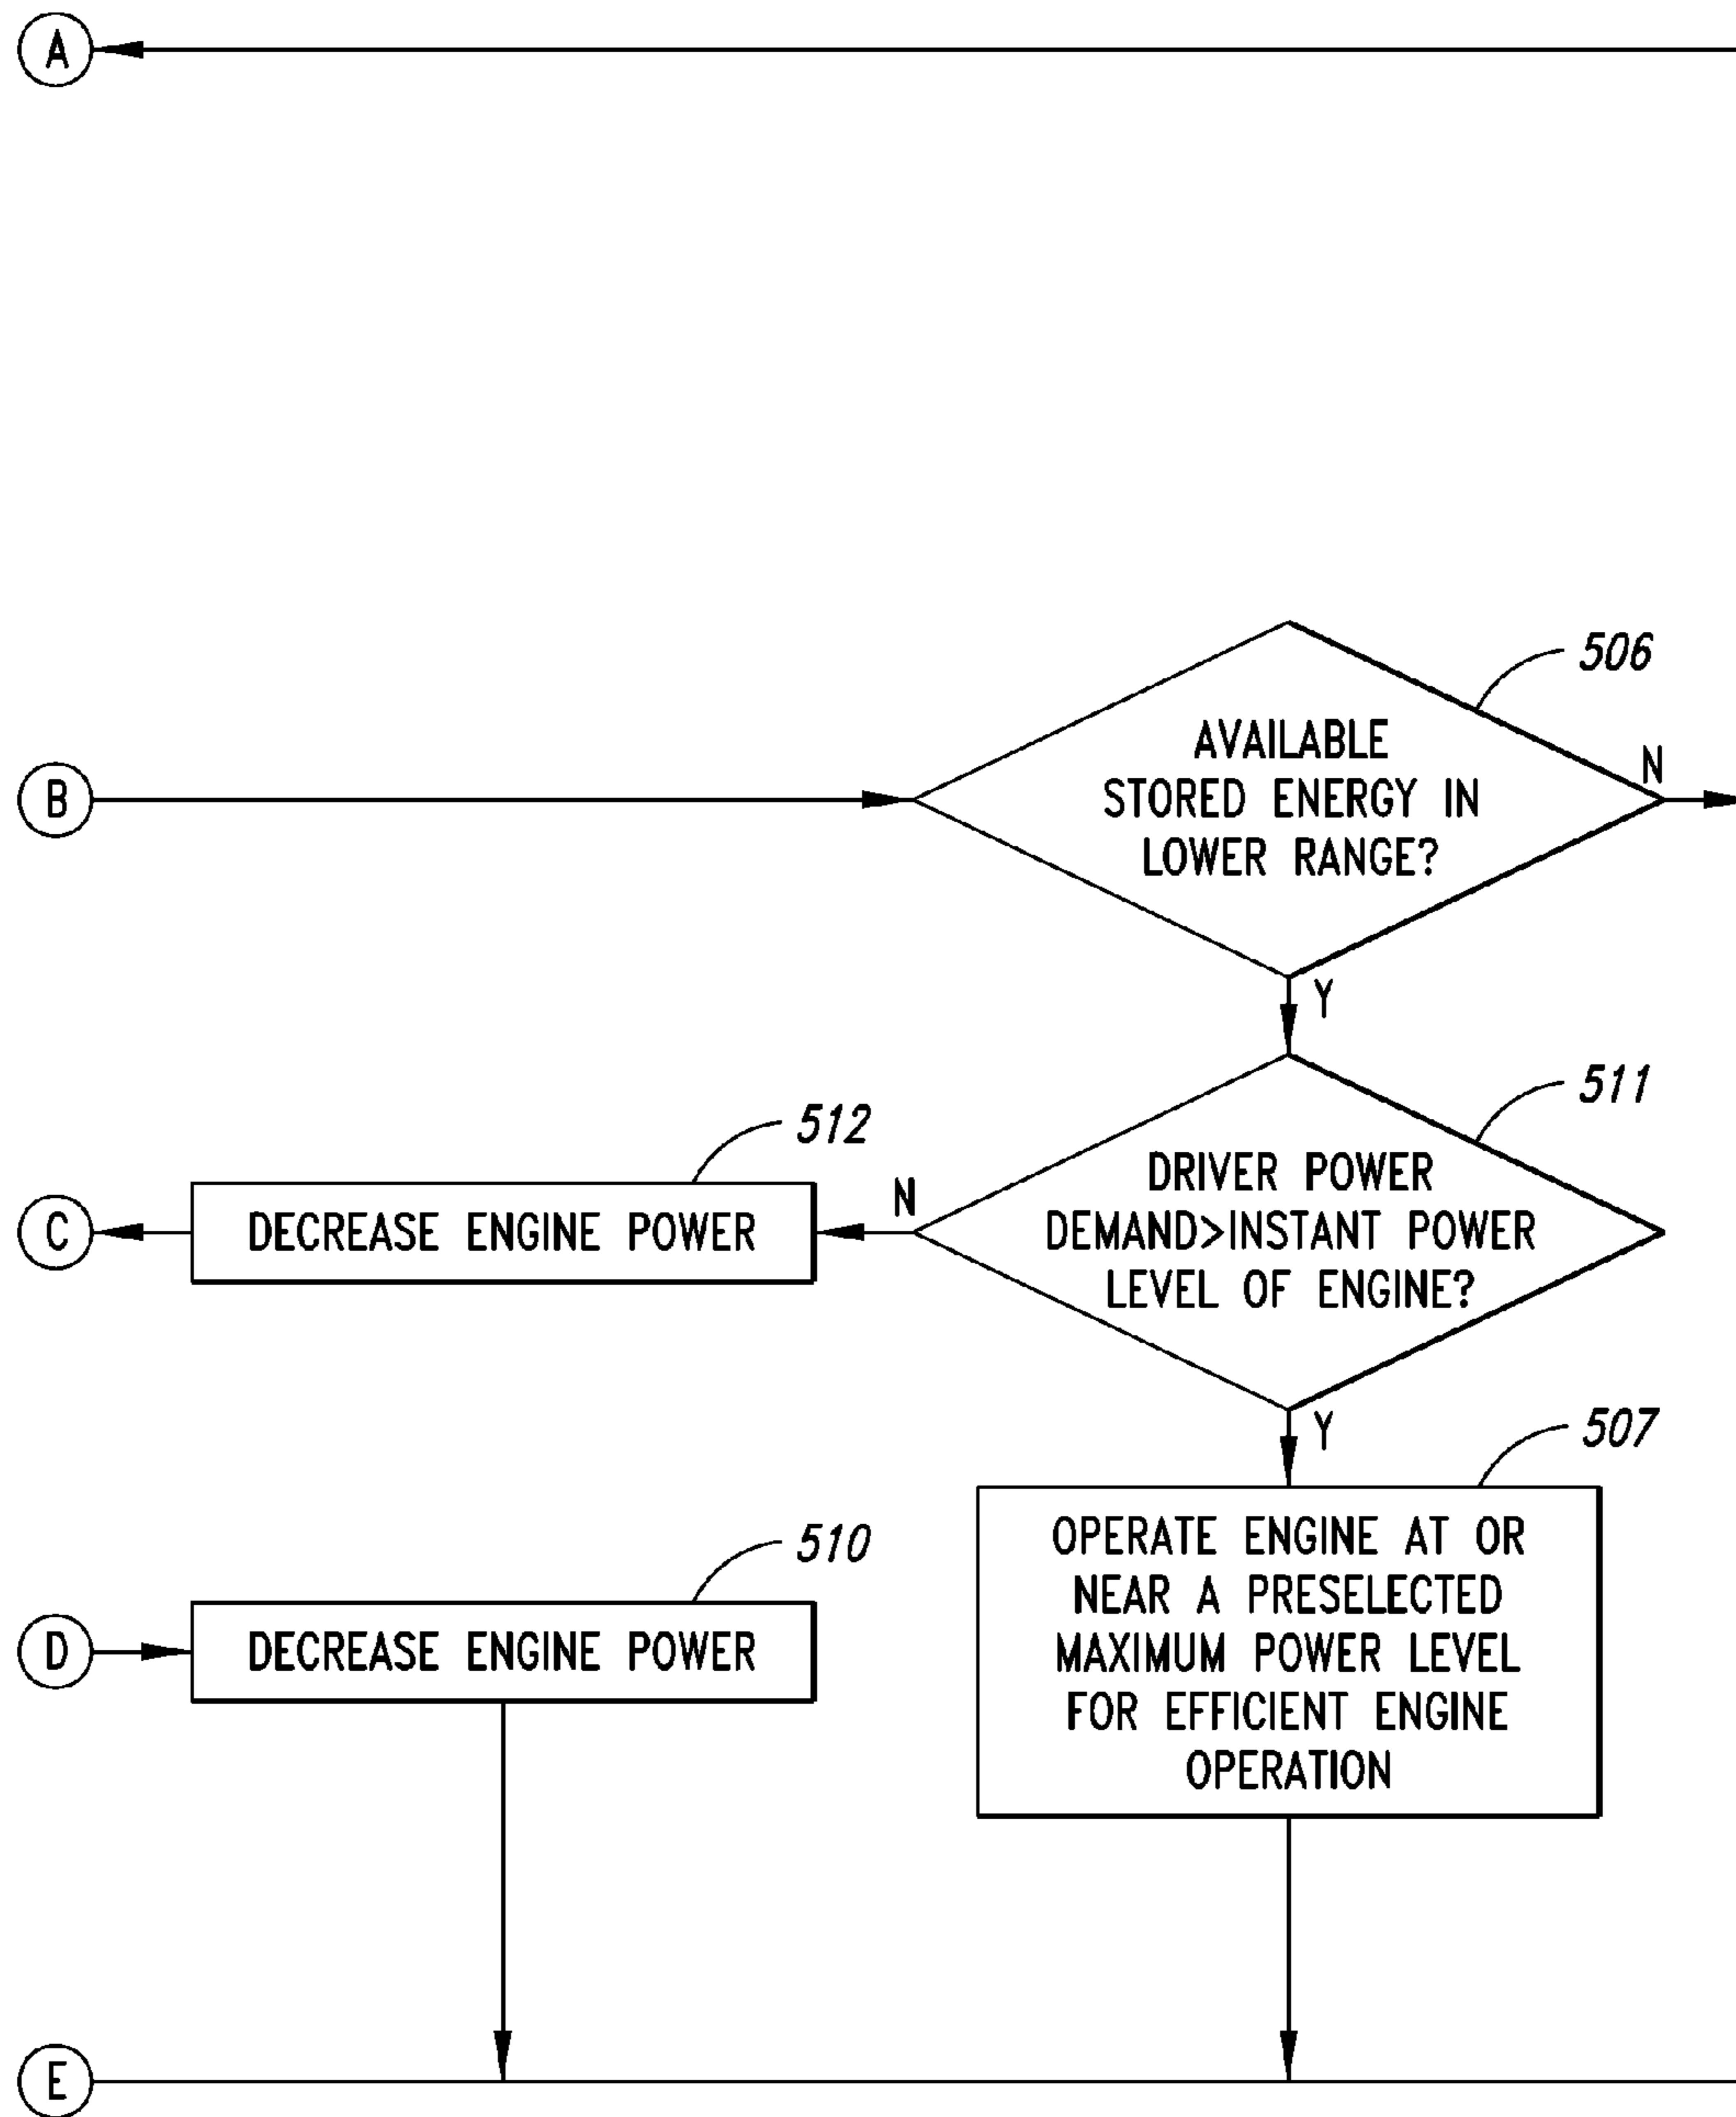 A
506
AVAILABLE
STORED ENERGY IN
LOWER RANGE?
N
B
Y
511
512
DRIVER POWER
DEMAND>INSTANT POWER
LEVEL OF ENGINE?
N
DECREASE ENGINE POWER
C
Y
507
510
OPERATE ENGINE AT OR
NEAR A PRESELECTED
MAXIMUM POWER LEVEL
FOR EFFICIENT ENGINE
OPERATION
D
DECREASE ENGINE POWER
E